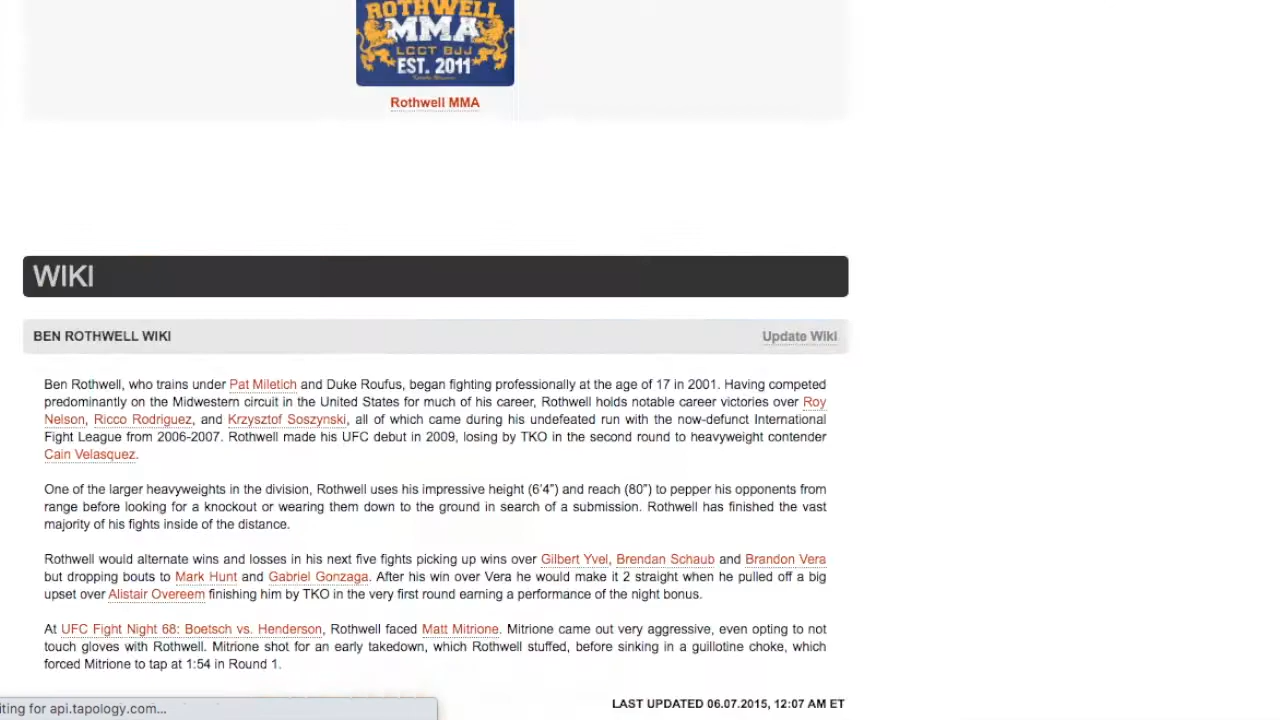 ROTHWELL
MMA
LCCT BJJ
EST. 2011
Rothwell MMA
WIKI
BEN ROTHWELL WIKI
Update Wiki
Ben Rothwell, who trains under Pat Miletich and Duke Roufus, began fighting professionally at the age of 17 in 2001. Having competed
predominantly on the Midwestern circuit in the United States for much of his career, Rothwell holds notable career victories over Roy
Nelson, Ricco Rodriguez, and Krzysztof Soszynski, all of which came during his undefeated run with the now-defunct International
Fight League from 2006-2007. Rothwell made his UFC debut in 2009, losing by TKO in the second round to heavyweight contender
Cain Velasquez.
One of the larger heavyweights in the division, Rothwell uses his impressive height (6'4") and reach (80") to pepper his opponents from
range before looking for a knockout or wearing them down to the ground in search of a submission. Rothwell has finished the vast
majority of his fights inside of the distance.
Rothwell would alternate wins and losses in his next five fights picking up wins over Gilbert Yvel, Brendan Schaub and Brandon Vera
but dropping bouts to Mark Hunt and Gabriel Gonzaga. After his win over Vera he would make it 2 straight when he pulled off a big
upset over Alistair Overeem finishing him by TKO in the very first round earning a performance of the night bonus.
At UFC Fight Night 68: Boetsch vs. Henderson, Rothwell faced Matt Mitrione. Mitrione came out very aggressive, even opting to not
touch gloves with Rothwell. Mitrione shot for an early takedown, which Rothwell stuffed, before sinking in a guillotine choke, which
forced Mitrione to tap at 1:54 in Round 1.
LAST UPDATED 06.07.2015, 12:07 AM ET
iting for api.tapology.com...